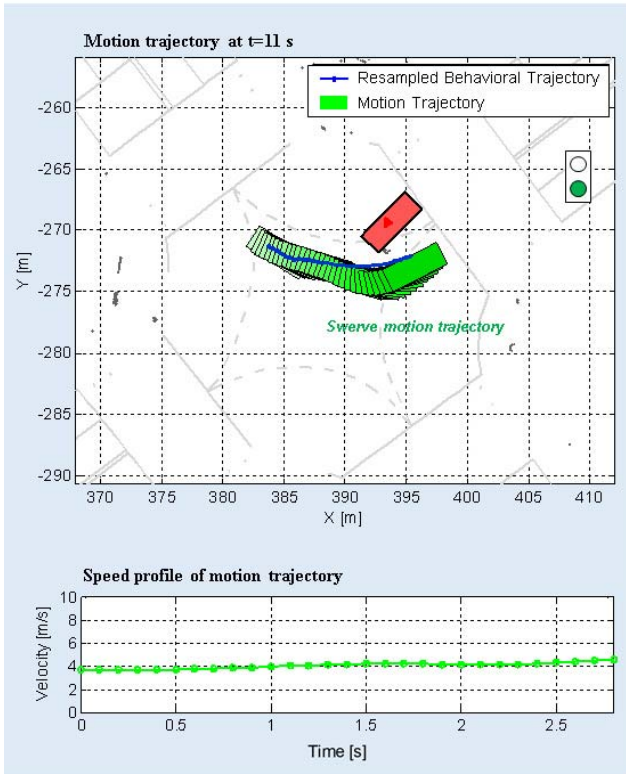 Motion trajectory at t=11 s
Resampled Behavioral Trajectory
Motion Trajectory
-260
-265
-270
-275
-280
-285
-290
Y [m]
Swerve motion trajectory
370 375 380 385 390 395 400 405 410
X [m]
Speed profile of motion trajectory
10
8
6
4
2
0
Velocity [m/s]
0 0.5 1 1.5 2 2.5
Time [s]